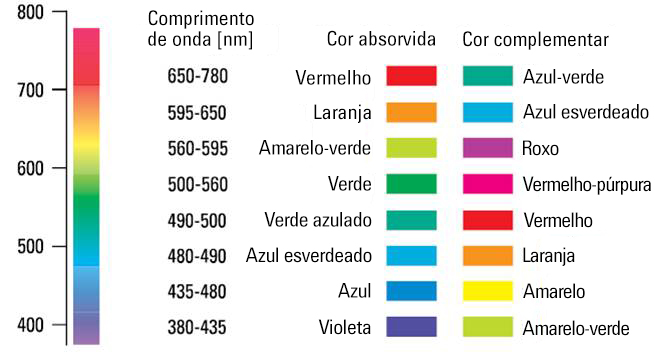 800
700
600
500
400
Comprimento
de onda [nm] Cor absorvida Cor complementar
650-780 Vermelho Azul-verde
595-650 Laranja Azul esverdeado
560-595 Amarelo-verde Roxo
500-560 Verde Vermelho-púrpura
490-500 Verde azulado Vermelho
480-490 Azul esverdeado Laranja
435-480 Azul Amarelo
380-435 Violeta Amarelo-verde